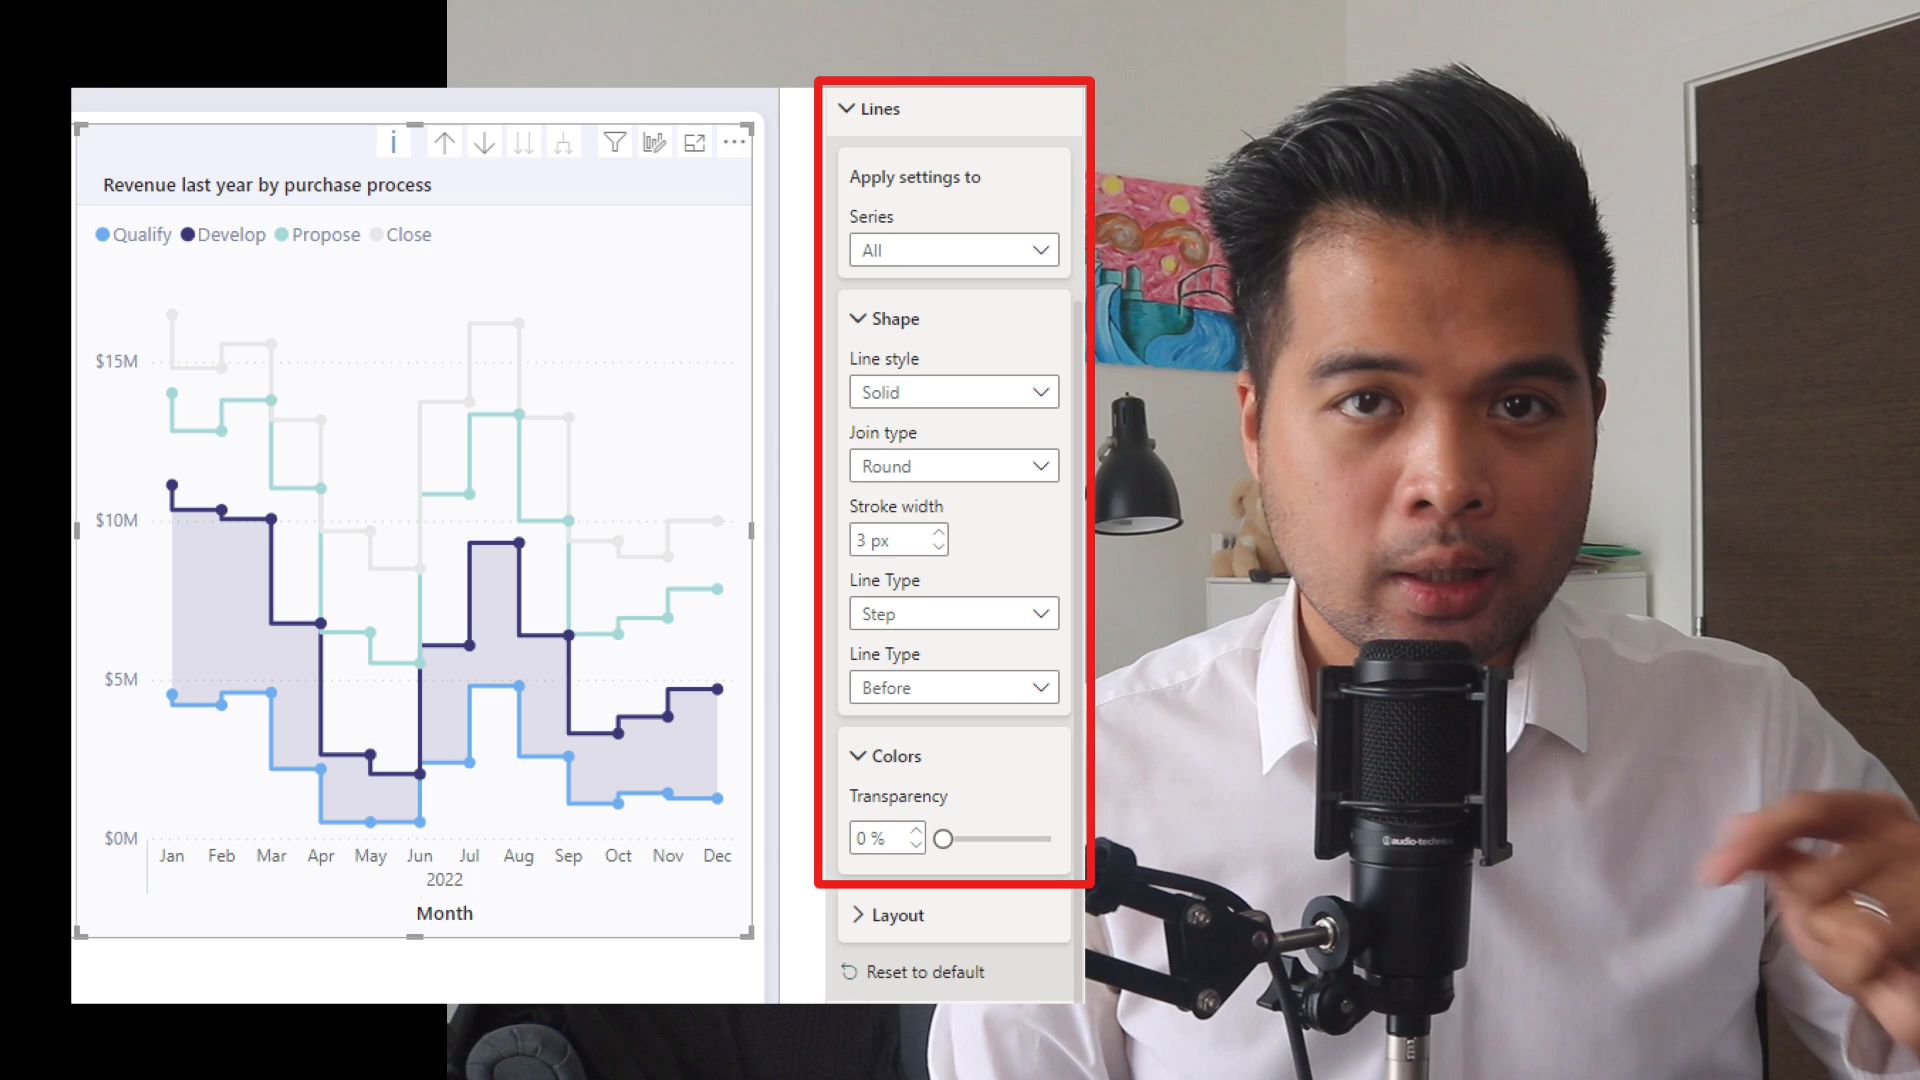 Revenue last year by purchase process
Qualify Develop Propose Close
$15M
$10M
$5M
$0M
Jan Feb Mar Apr May Jun Jul Aug Sep Oct Nov Dec
2022
Month
Lines
Apply settings to
Series
All
Shape
Line style
Solid
Join type
Round
Stroke width
3 px
Line Type
Step
Line Type
Before
Colors
Transparency
0 %
Layout
Reset to default
audio-technica